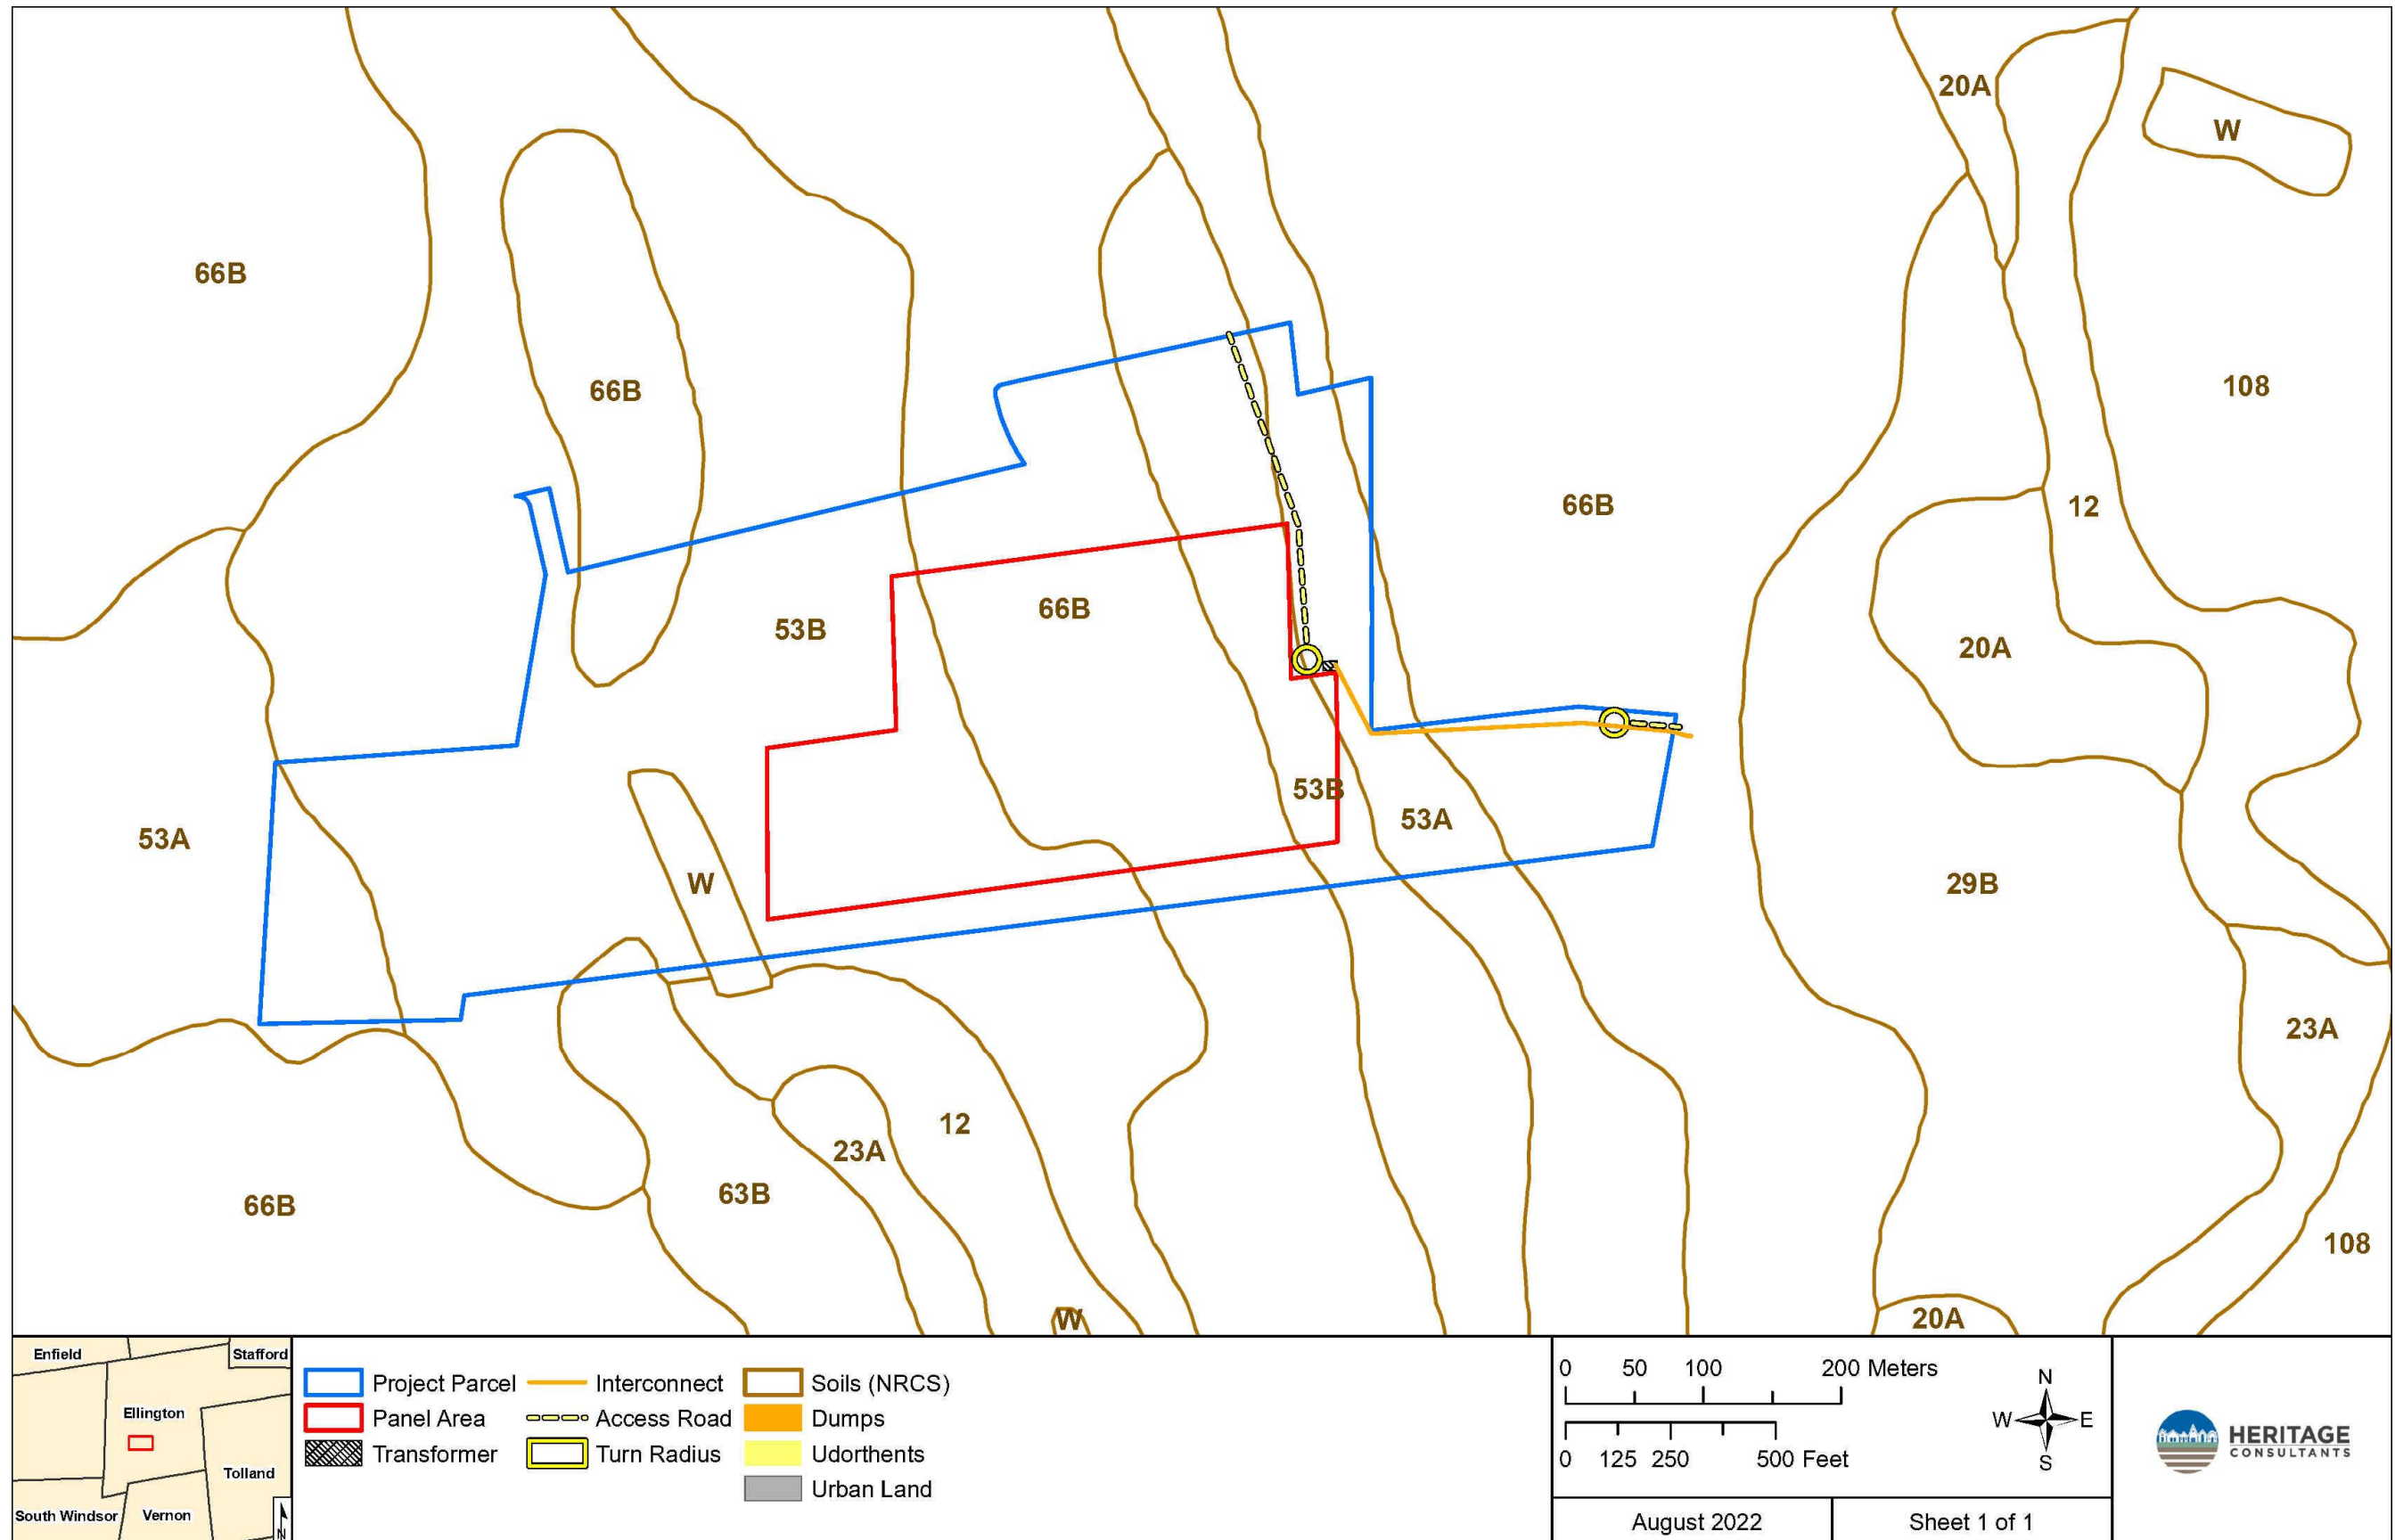 20A
W
66B
66B
108
66B
12
66B
53B
20A
53B
53A
53A
W
29B
23A
12
23A
63B
66B
108
W
20A
Enfield
Stafford
Ellington
Tolland
South Windsor
Vernon
N
Project Parcel
Panel Area
Transformer
Interconnect
Access Road
Turn Radius
Soils (NRCS)
Dumps
Udorthents
Urban Land
0 50 100 200 Meters
0 125 250 500 Feet
N
W E
S
August 2022
Sheet 1 of 1
HERITAGE
CONSULTANTS